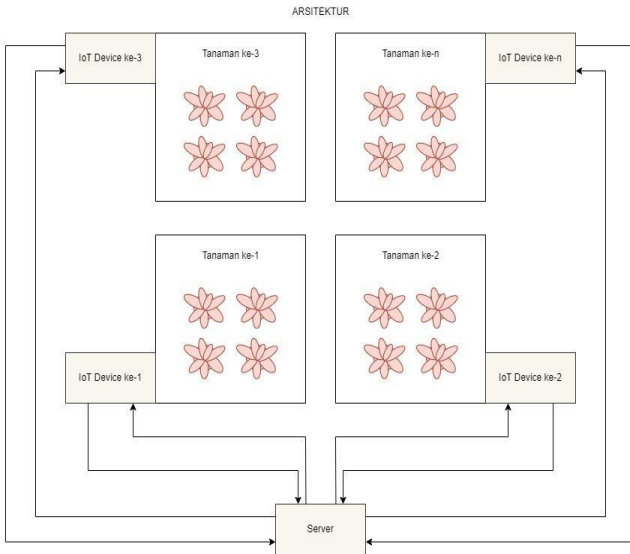 ARSITEKTUR
IoT Device ke-3
Tanaman ke-3
Tanaman ke-n
IoT Device ke-n
Tanaman ke-1
Tanaman ke-2
IoT Device ke-1
IoT Device ke-2
Server